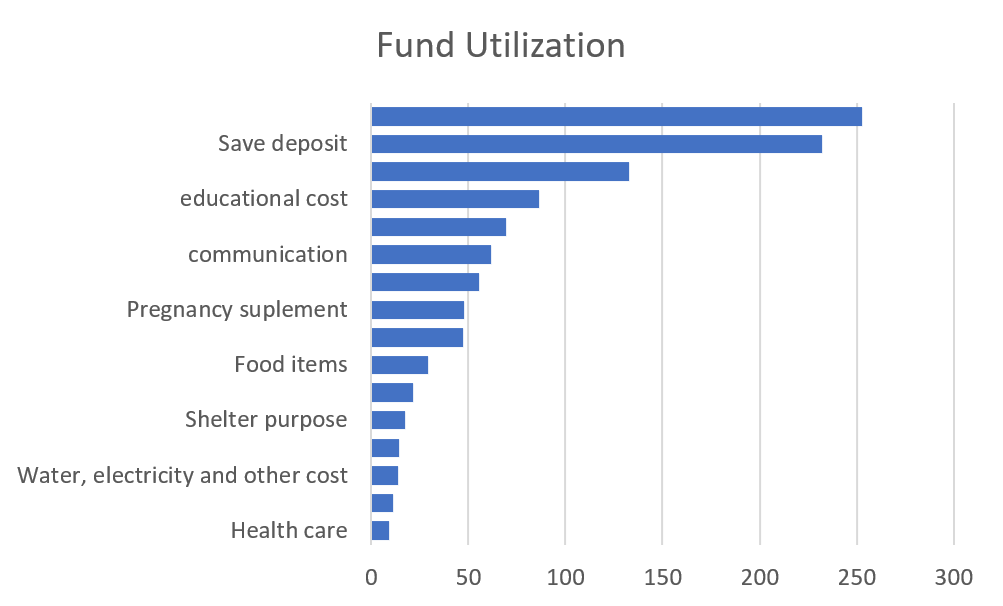 Fund Utilization
Save deposit
educational cost
communication
Pregnancy suplement
Food items
Shelter purpose
Water, electricity and other cost
Health care
0 50 100 150 200 250 300